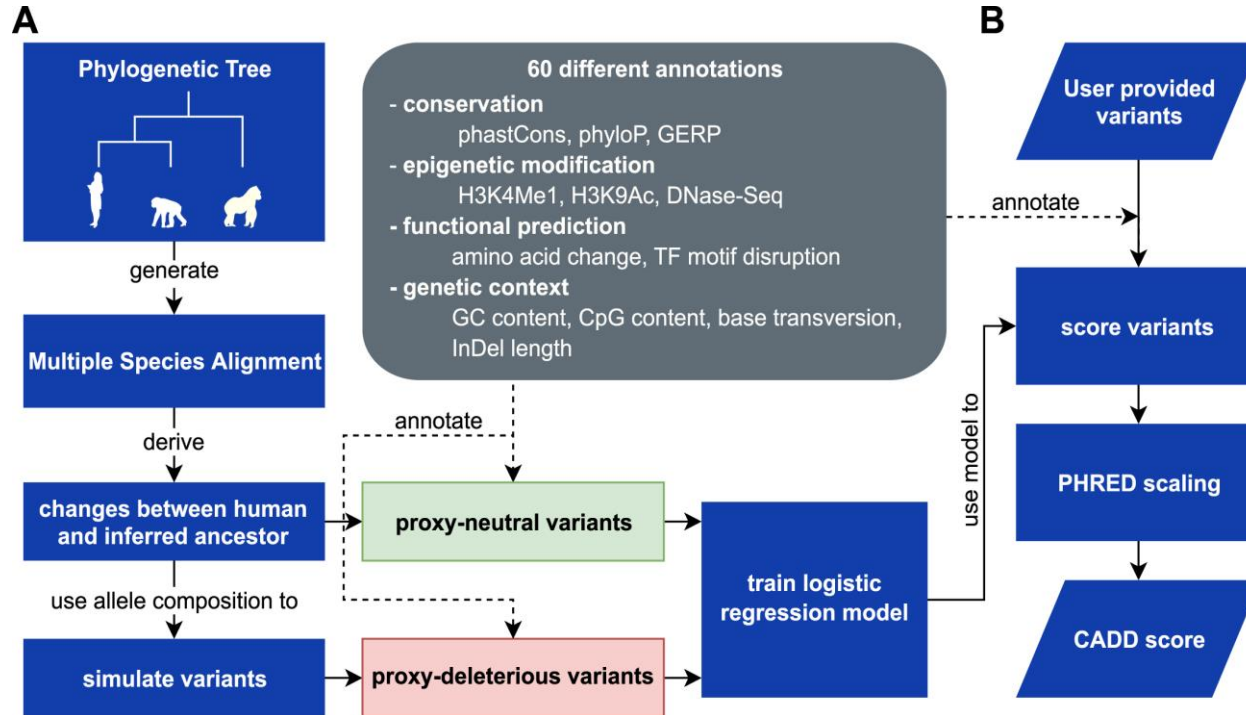 A
Phylogenetic Tree
generate
Multiple Species Alignment
derive
changes between human
and inferred ancestor
use allele composition to
simulate variants
60 different annotations
- conservation
phastCons, phyloP, GERP
- epigenetic modification
H3K4Me1, H3K9Ac, DNase-Seq
- functional prediction
amino acid change, TF motif disruption
- genetic context
GC content, CpG content, base transversion,
InDel length
annotate
proxy-neutral variants
proxy-deleterious variants
train logistic
regression model
use model to
B
User provided
variants
annotate
score variants
PHRED scaling
CADD score